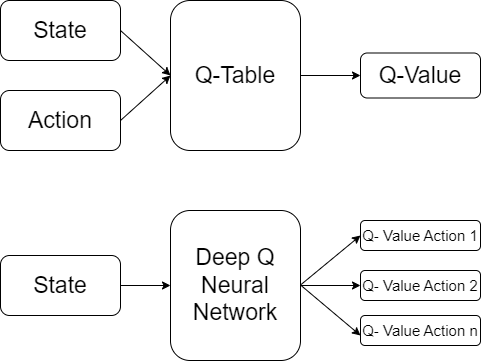 State
Action
Q-Table
Q-Value
State
Deep Q
Neural
Network
Q- Value Action 1
Q- Value Action 2
Q- Value Action n